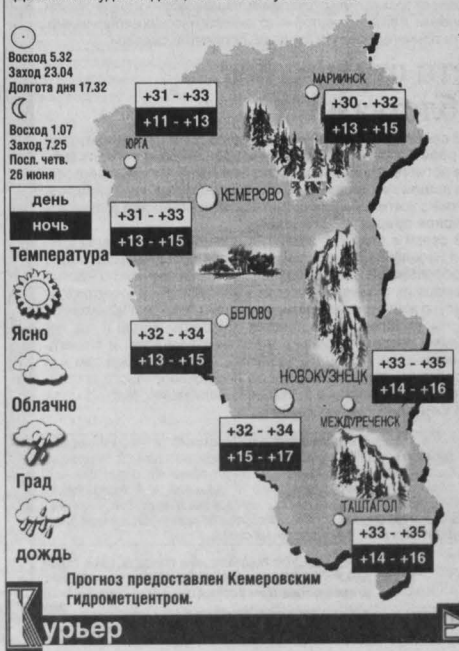 Восход 5.32
Заход 23.04
Долгота дня 17.32
Восход 1.07
Заход 7.25
Посл. четв.
26 июня
день
ночь
Температура
Ясно
Облачно
Град
дождь
МАРИИНСК
+30 - +32
+13 - +15
+31 - +33
+11 - +13
ЮРГА
КЕМЕРОВО
+31 - +33
+13 - +15
БЕЛОВО
+32 - +34
+13 - +15
НОВОКУЗНЕЦК
+32 - +34
+15 - +17
+33 - +35
+14 - +16
МЕЖДУРЕЧЕНСК
ТАШТАГОЛ
+33 - +35
+14 - +16
Прогноз предоставлен Кемеровским
гидрометцентром.
Курьер